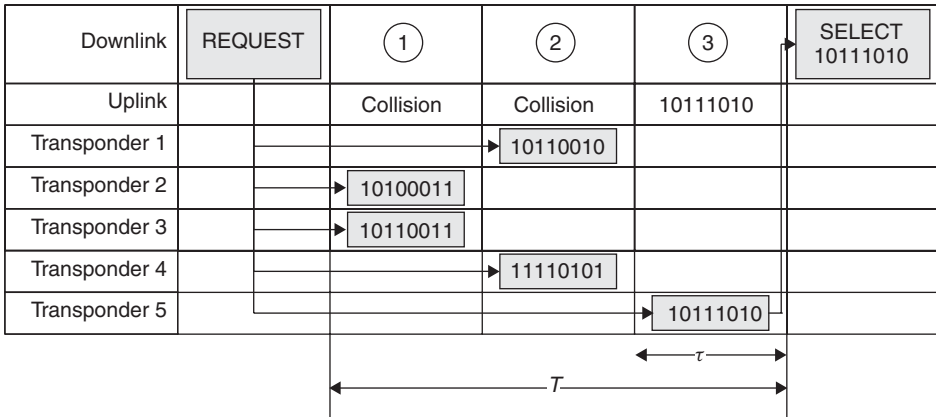 Downlink
REQUEST
1
2
3
SELECT
10111010
Uplink
Collision
Collision
10111010
Transponder 1
10110010
Transponder 2
10100011
Transponder 3
10110011
Transponder 4
11110101
Transponder 5
10111010
τ
T